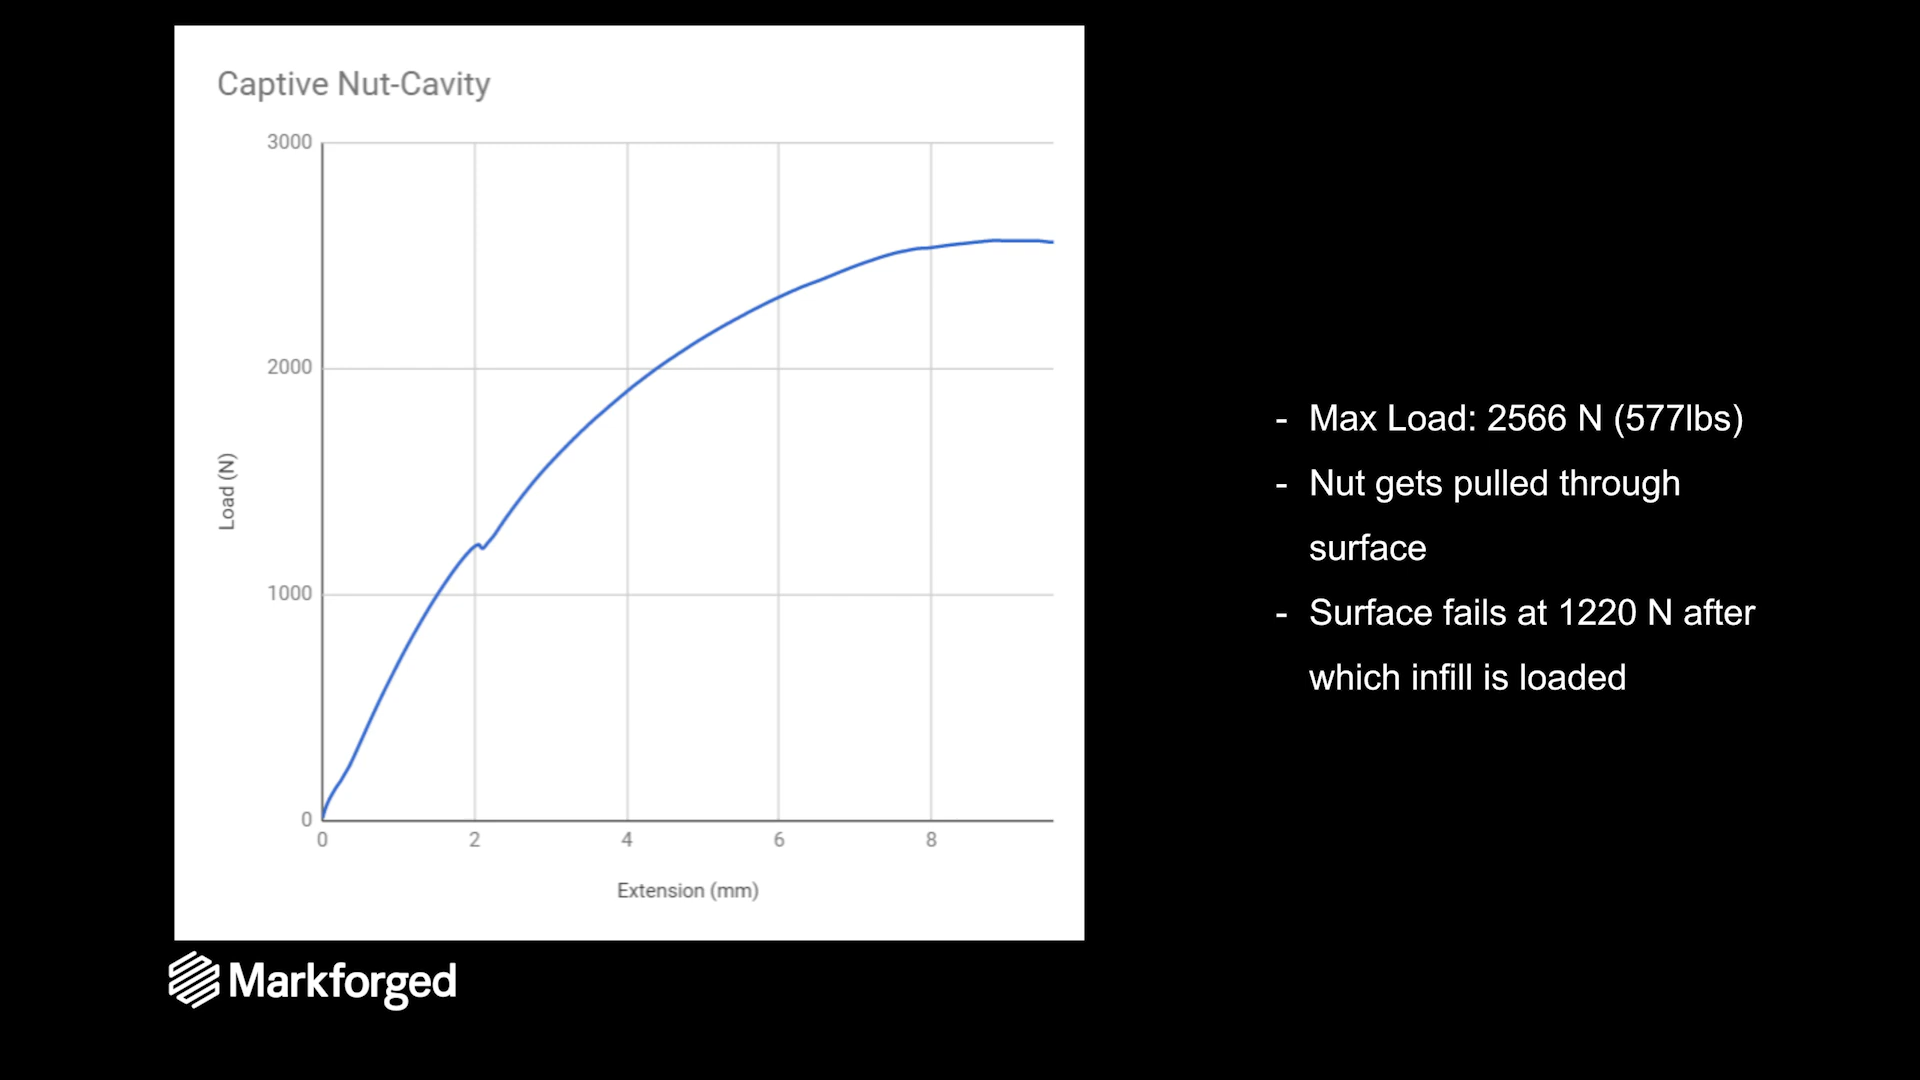 Captive Nut-Cavity
3000
2000
1000
0
Load (N)
0 2 4 6 8
Extension (mm)
- Max Load: 2566 N (577lbs)
- Nut gets pulled through
surface
- Surface fails at 1220 N after
which infill is loaded
Markforged